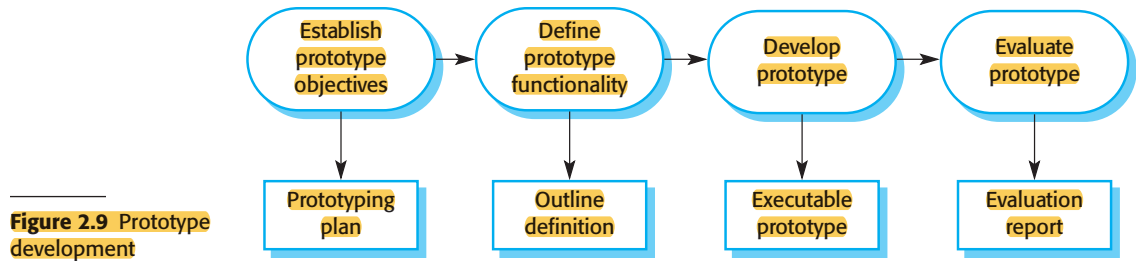 Establish
prototype
objectives
Define
prototype
functionality
Develop
prototype
Evaluate
prototype
Prototyping
plan
Outline
definition
Executable
prototype
Evaluation
report
Figure 2.9 Prototype
development